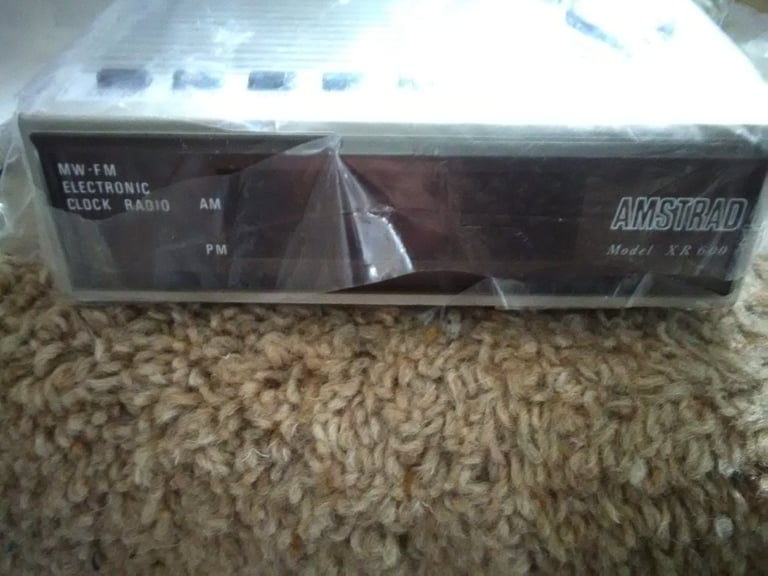 MW-FM
ELECTRONIC
CLOCK RADIO AM
PM
AMSTRAD
Model XR 600